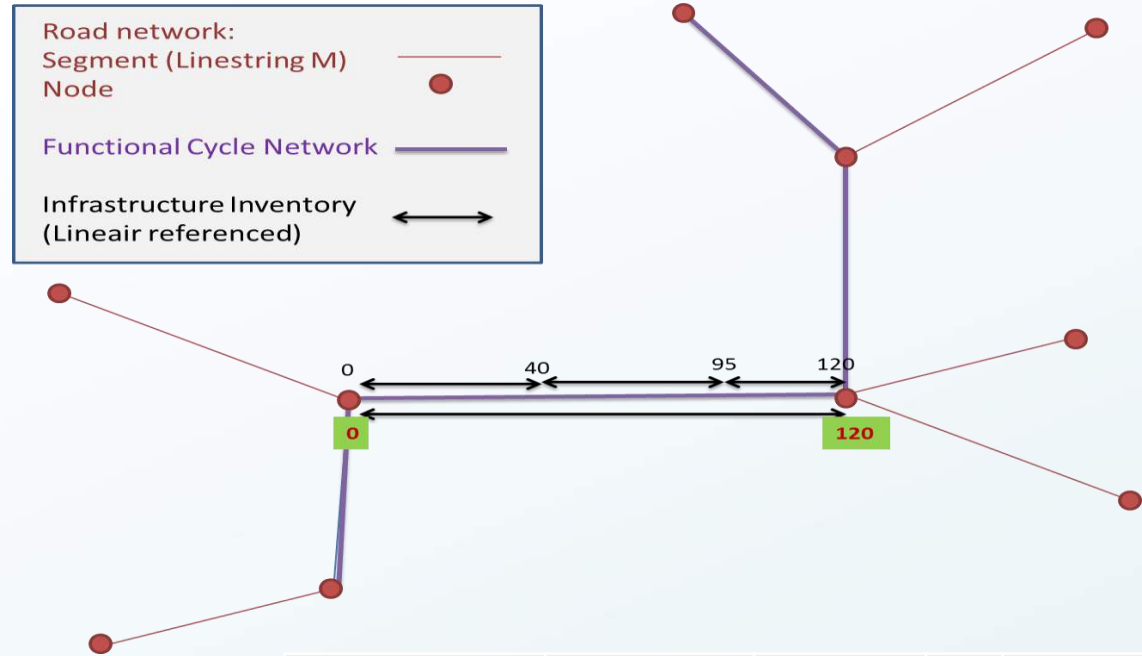 Road network:
Segment (Linestring M)
Node
Functional Cycle Network
Infrastructure Inventory
(Lineair referenced)
0
40
95
120
0
120